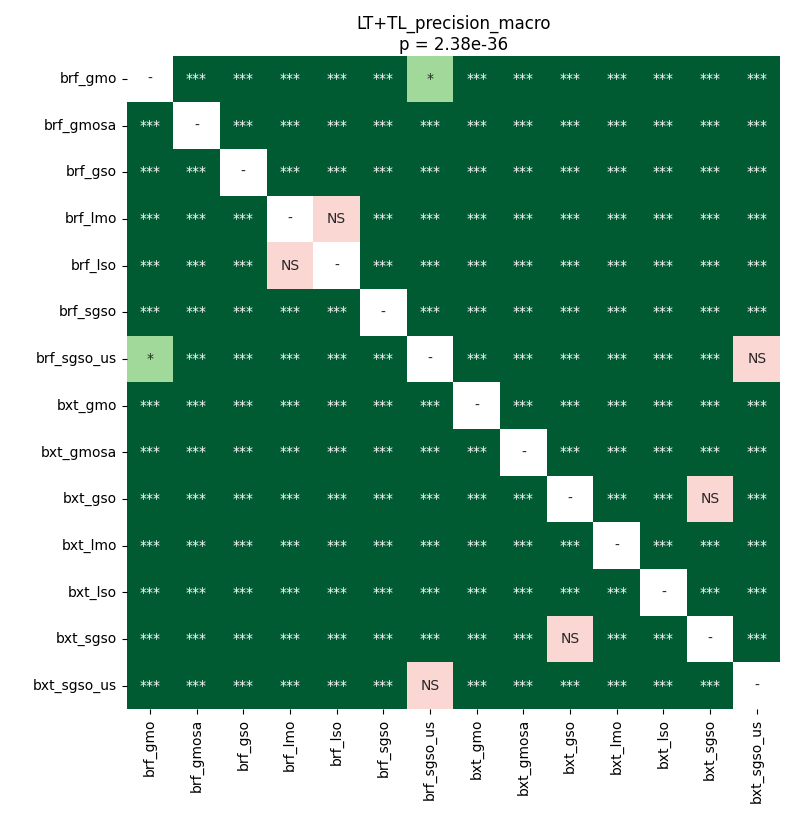 LT+TL_precision_macro
p = 2.38e-36
brf_gmo - *** *** *** *** *** * *** *** *** *** *** *** ***
brf_gmosa *** - *** *** *** *** *** *** *** *** *** *** *** ***
brf_gso *** *** - *** *** *** *** *** *** *** *** *** *** ***
brf_lmo *** *** *** - NS *** *** *** *** *** *** *** *** ***
brf_lso *** *** *** NS - *** *** *** *** *** *** *** *** ***
brf_sgso *** *** *** *** *** - *** *** *** *** *** *** *** ***
brf_sgso_us * *** *** *** *** *** - *** *** *** *** *** *** NS
bxt_gmo *** *** *** *** *** *** *** - *** *** *** *** *** ***
bxt_gmosa *** *** *** *** *** *** *** *** - *** *** *** *** ***
bxt_gso *** *** *** *** *** *** *** *** *** - *** *** NS ***
bxt_lmo *** *** *** *** *** *** *** *** *** *** - *** *** ***
bxt_lso *** *** *** *** *** *** *** *** *** *** *** - *** ***
bxt_sgso *** *** *** *** *** *** *** *** *** NS *** *** - ***
bxt_sgso_us *** *** *** *** *** *** NS *** *** *** *** *** *** -
brf_gmo brf_gmosa brf_gso brf_lmo brf_lso brf_sgso brf_sgso_us bxt_gmo bxt_gmosa bxt_gso bxt_lmo bxt_lso bxt_sgso bxt_sgso_us